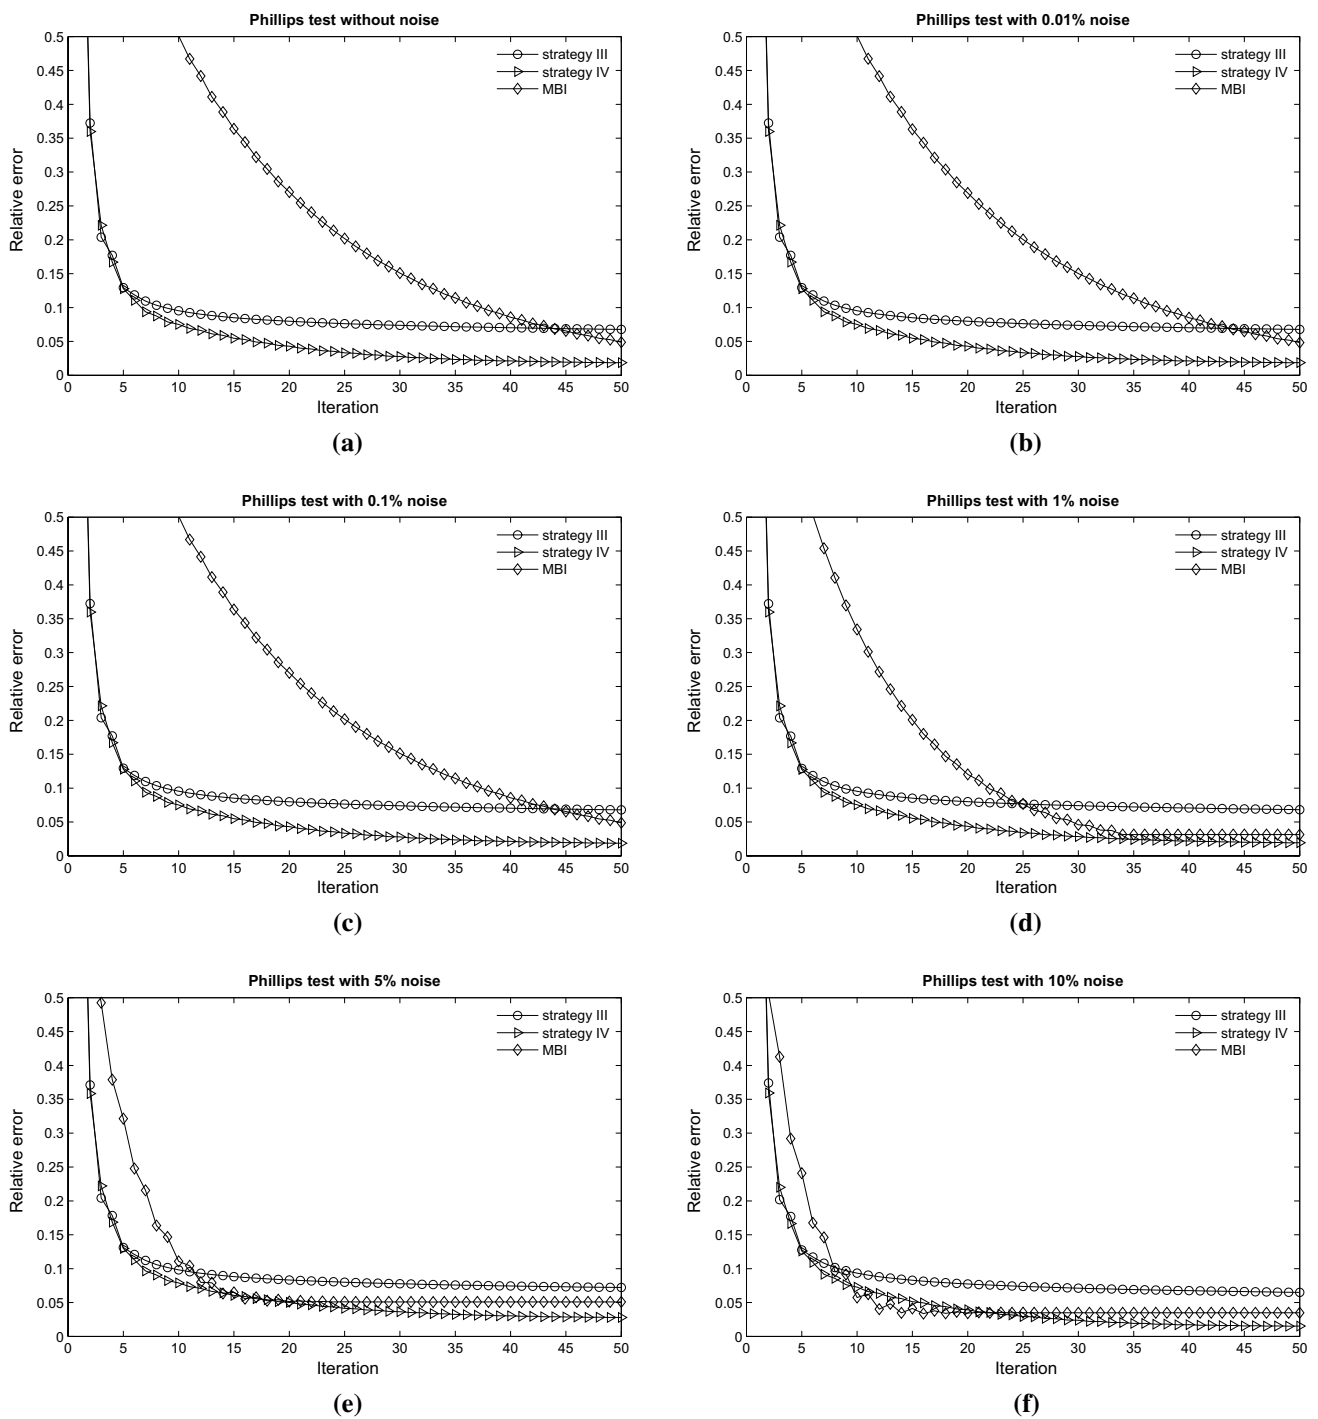 Phillips test without noise
0.5
0.45
0.4
0.35
0.3
0.25
0.2
0.15
0.1
0.05
0
Relative error
strategy III
strategy IV
MBI
0 5 10 15 20 25 30 35 40 45 50
Iteration
(a)
Phillips test with 0.01% noise
0.5
0.45
0.4
0.35
0.3
0.25
0.2
0.15
0.1
0.05
0
Relative error
strategy III
strategy IV
MBI
0 5 10 15 20 25 30 35 40 45 50
Iteration
(b)
Phillips test with 0.1% noise
0.5
0.45
0.4
0.35
0.3
0.25
0.2
0.15
0.1
0.05
0
Relative error
strategy III
strategy IV
MBI
0 5 10 15 20 25 30 35 40 45 50
Iteration
(c)
Phillips test with 1% noise
0.5
0.45
0.4
0.35
0.3
0.25
0.2
0.15
0.1
0.05
0
Relative error
strategy III
strategy IV
MBI
0 5 10 15 20 25 30 35 40 45 50
Iteration
(d)
Phillips test with 5% noise
0.5
0.45
0.4
0.35
0.3
0.25
0.2
0.15
0.1
0.05
0
Relative error
strategy III
strategy IV
MBI
0 5 10 15 20 25 30 35 40 45 50
Iteration
(e)
Phillips test with 10% noise
0.5
0.45
0.4
0.35
0.3
0.25
0.2
0.15
0.1
0.05
0
Relative error
strategy III
strategy IV
MBI
0 5 10 15 20 25 30 35 40 45 50
Iteration
(f)